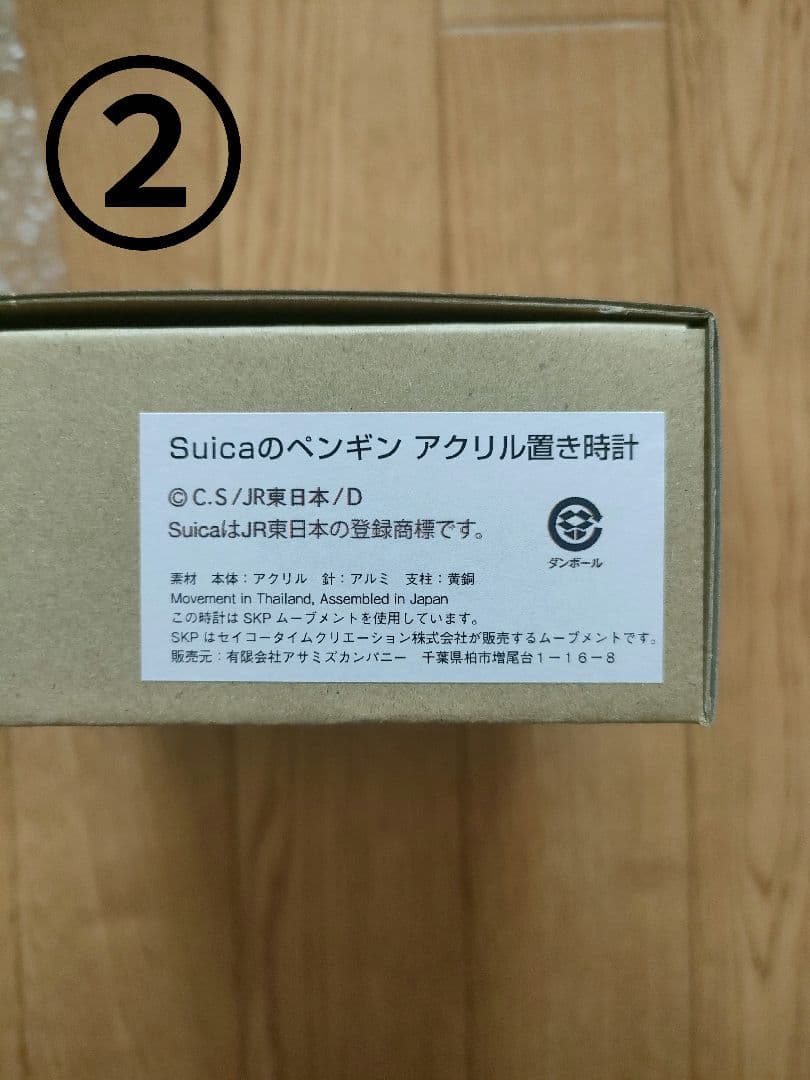 ②
Suicaのペンギン アクリル置き時計
©C.S/JR東日本/D
SuicaはJR東日本の登録商標です。
ダンボール
素材　本体：アクリル　針：アルミ　支柱：黄銅
Movement in Thailand, Assembled in Japan
この時計は SKP ムーブメントを使用しています。
SKP はセイコータイムクリエーション株式会社が販売するムーブメントです。
販売元：有限会社アサミズカンパニー　千葉県柏市増尾台１－１６－８